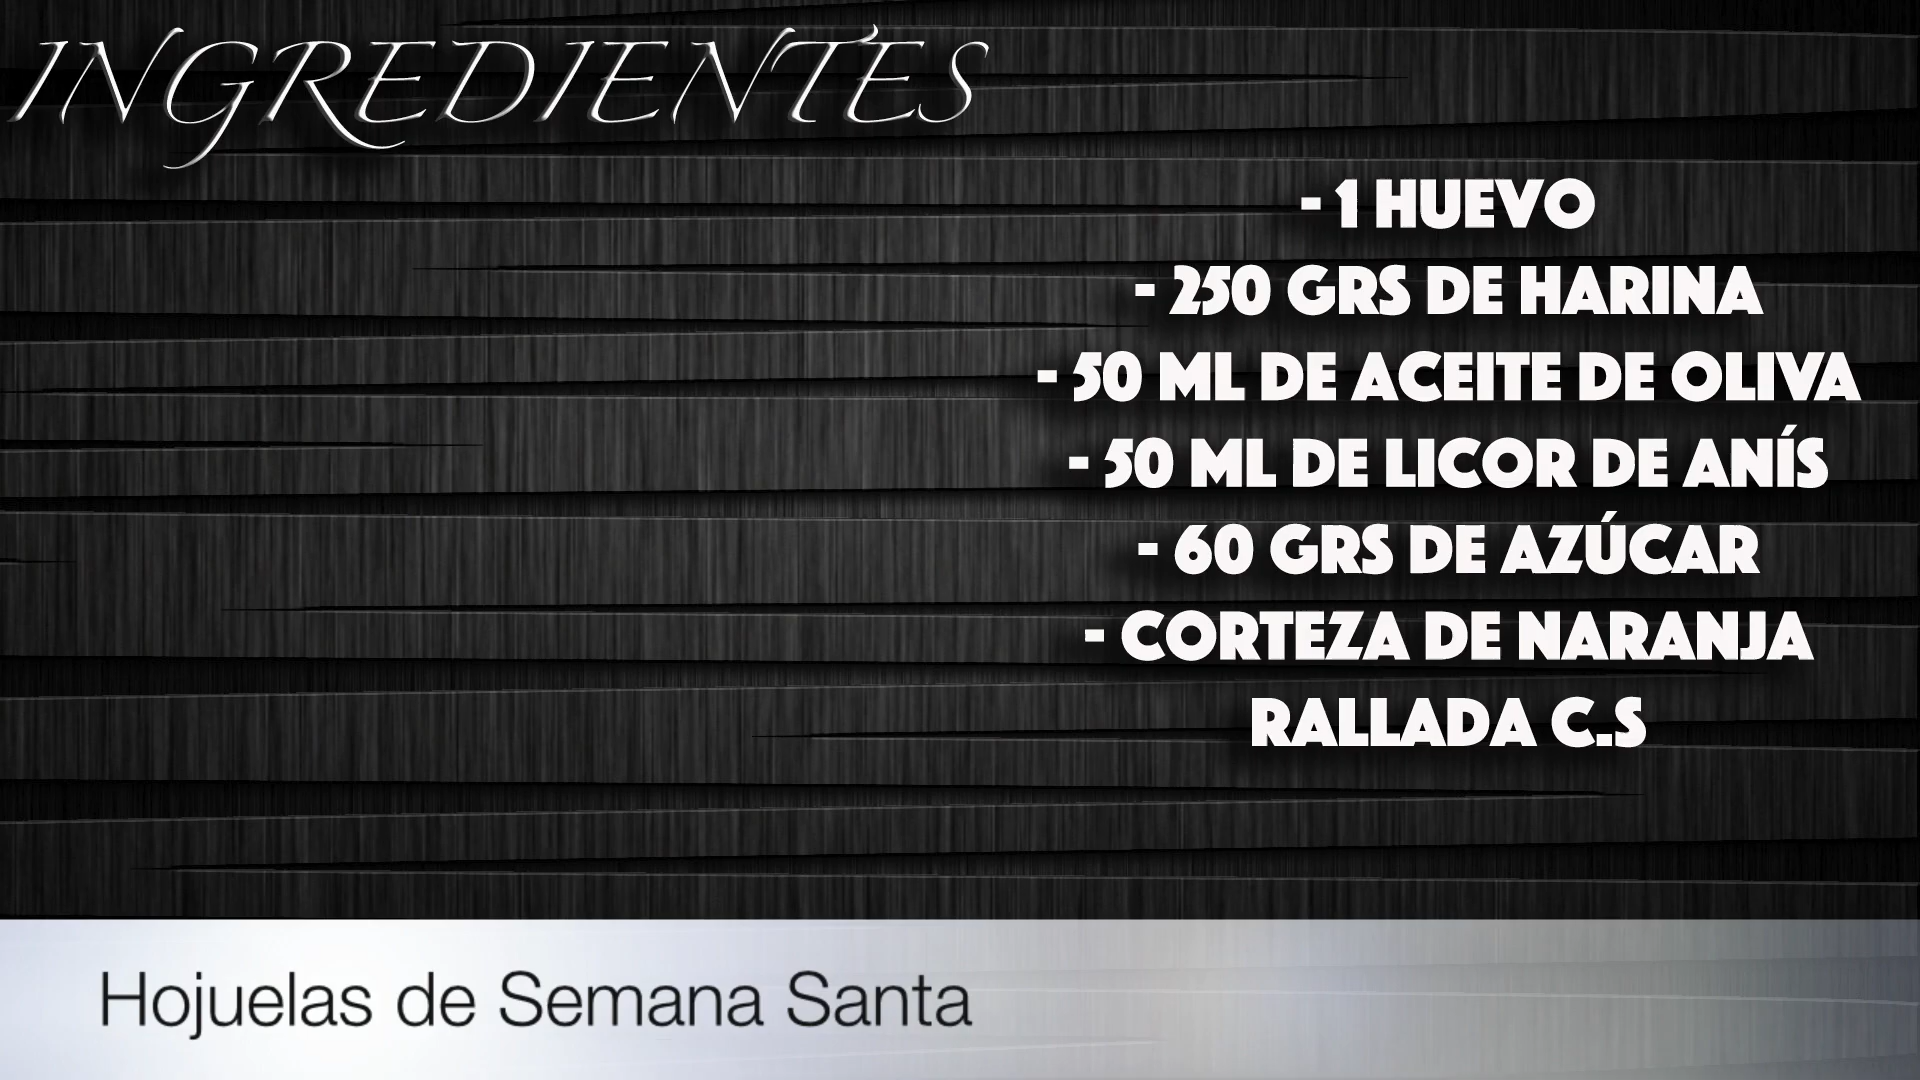 INGREDIENTES
- 1 HUEVO
- 250 GRS DE HARINA
- 50 ML DE ACEITE DE OLIVA
- 50 ML DE LICOR DE ANÍS
- 60 GRS DE AZÚCAR
- CORTEZA DE NARANJA
RALLADA C.S
Hojuelas de Semana Santa